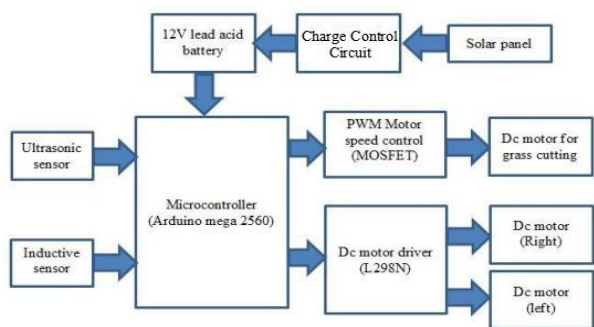 12V lead acid
battery
Charge Control
Circuit
Solar panel
Ultrasonic
sensor
Inductive
sensor
Microcontroller
(Arduino mega 2560)
PWM Motor
speed control
(MOSFET)
Dc motor for
grass cutting
Dc motor driver
(L298N)
Dc motor
(Right)
Dc motor
(left)